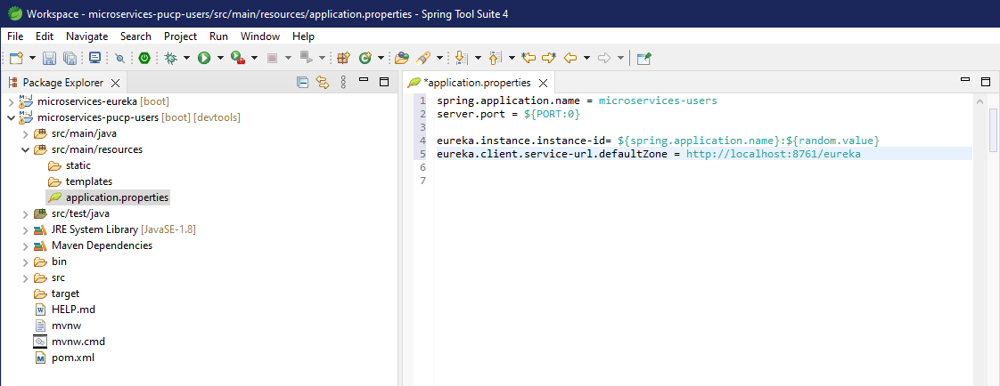 Workspace - microservices-pucp-users/src/main/resources/application.properties - Spring Tool Suite 4
File Edit Navigate Search Project Run Window Help
Package Explorer
microservices-eureka [boot]
microservices-pucp-users [boot] [devtools]
src/main/java
src/main/resources
static
templates
application.properties
src/test/java
JRE System Library [JavaSE-1.8]
Maven Dependencies
bin
src
target
HELP.md
mvnw
mvnw.cmd
pom.xml
*application.properties
1 spring.application.name = microservices-users
2 server.port = ${PORT:0}
3
4 eureka.instance.instance-id= ${spring.application.name}:${random.value}
5 eureka.client.service-url.defaultZone = http://localhost:8761/eureka
6
7